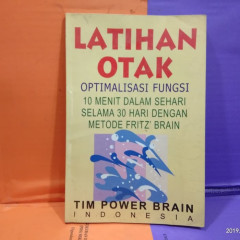 LATIHAN
OTAK
OPTIMALISASI FUNGSI
10 MENIT DALAM SEHARI
SELAMA 30 HARI DENGAN
METODE FRITZ' BRAIN
TIM POWER BRAIN
INDONESIA